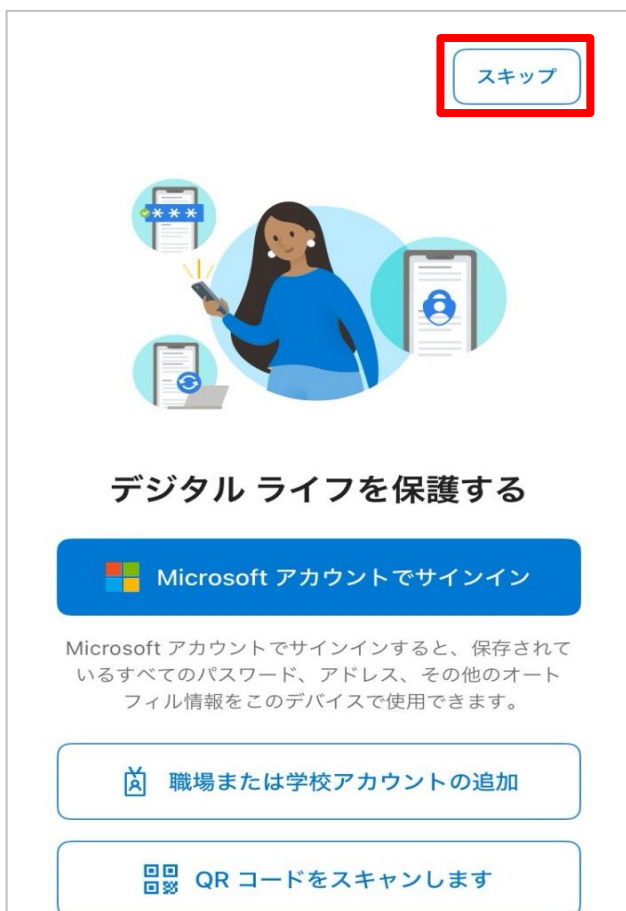 スキップ
***
デジタル ライフを保護する
Microsoft アカウントでサインイン
Microsoft アカウントでサインインすると、保存されて
いるすべてのパスワード、アドレス、その他のオート
フィル情報をこのデバイスで使用できます。
職場または学校アカウントの追加
QR コードをスキャンします